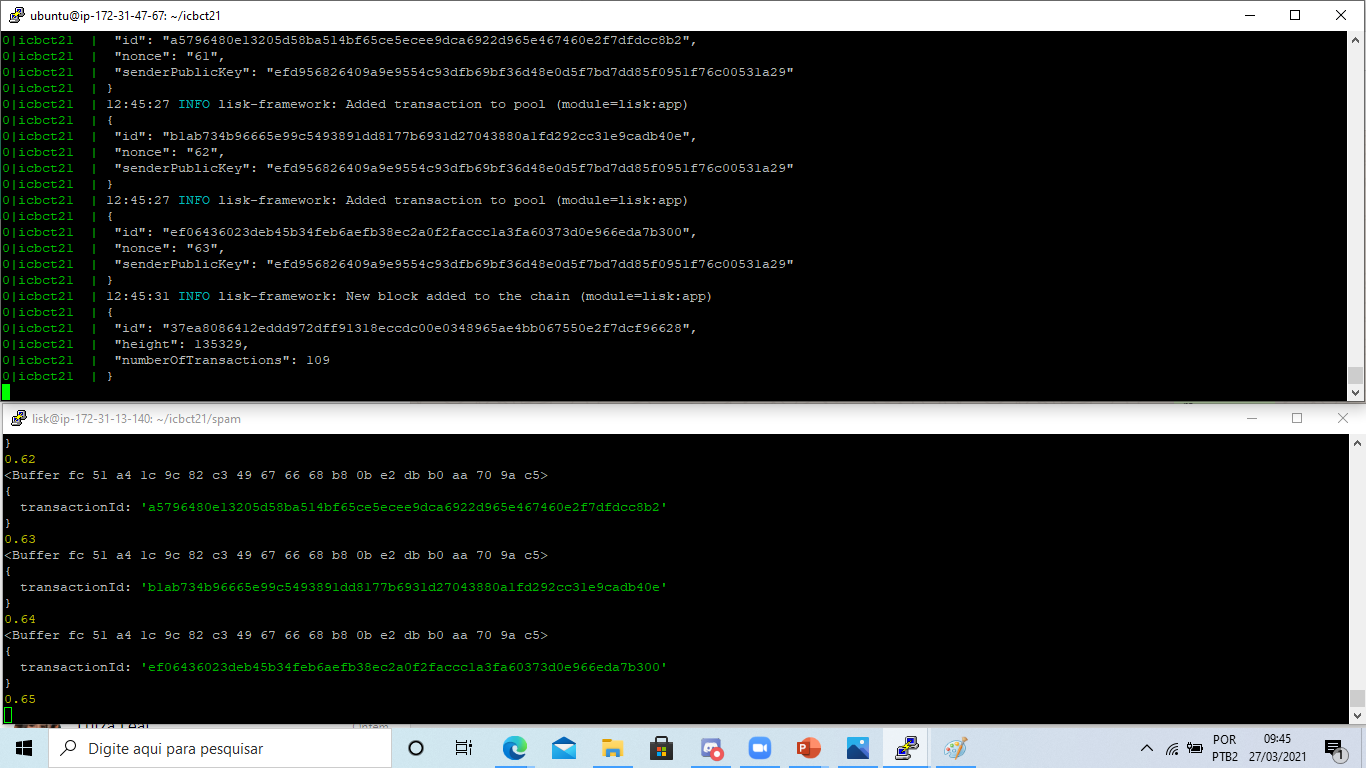 ubuntu@ip-172-31-47-67: ~/icbct21
0|icbct21  |  "id": "a5796480e13205d58ba514bf65ce5ecee9dca6922d965e467460e2f7dfdcc8b2",
0|icbct21  |  "nonce": "61",
0|icbct21  |  "senderPublicKey": "efd956826409a9e9554c93dfb69bf36d48e0d5f7bd7dd85f0951f76c00531a29"
0|icbct21  | }
0|icbct21  | 12:45:27 INFO lisk-framework: Added transaction to pool (module=lisk:app)
0|icbct21  | {
0|icbct21  |  "id": "b1ab734b96665e99c5493891dd8177b6931d27043880a1fd292cc31e9cadb40e",
0|icbct21  |  "nonce": "62",
0|icbct21  |  "senderPublicKey": "efd956826409a9e9554c93dfb69bf36d48e0d5f7bd7dd85f0951f76c00531a29"
0|icbct21  | }
0|icbct21  | 12:45:27 INFO lisk-framework: Added transaction to pool (module=lisk:app)
0|icbct21  | {
0|icbct21  |  "id": "ef06436023deb45b34feb6aefb38ec2a0f2faccc1a3fa60373d0e966eda7b300",
0|icbct21  |  "nonce": "63",
0|icbct21  |  "senderPublicKey": "efd956826409a9e9554c93dfb69bf36d48e0d5f7bd7dd85f0951f76c00531a29"
0|icbct21  | }
0|icbct21  | 12:45:31 INFO lisk-framework: New block added to the chain (module=lisk:app)
0|icbct21  | {
0|icbct21  |  "id": "37ea8086412eddd972dff91318eccdc00e0348965ae4bb067550e2f7dcf96628",
0|icbct21  |  "height": 135329,
0|icbct21  |  "numberOfTransactions": 109
0|icbct21  | }
lisk@ip-172-31-13-140: ~/icbct21/spam
}
0.62
<Buffer fc 51 a4 1c 9c 82 c3 49 67 66 68 b8 0b e2 db b0 aa 70 9a c5>
{
  transactionId: 'a5796480e13205d58ba514bf65ce5ecee9dca6922d965e467460e2f7dfdcc8b2'
}
0.63
<Buffer fc 51 a4 1c 9c 82 c3 49 67 66 68 b8 0b e2 db b0 aa 70 9a c5>
{
  transactionId: 'b1ab734b96665e99c5493891dd8177b6931d27043880a1fd292cc31e9cadb40e'
}
0.64
<Buffer fc 51 a4 1c 9c 82 c3 49 67 66 68 b8 0b e2 db b0 aa 70 9a c5>
{
  transactionId: 'ef06436023deb45b34feb6aefb38ec2a0f2faccc1a3fa60373d0e966eda7b300'
}
0.65
Digite aqui para pesquisar
POR
PTB2
09:45
27/03/2021
1